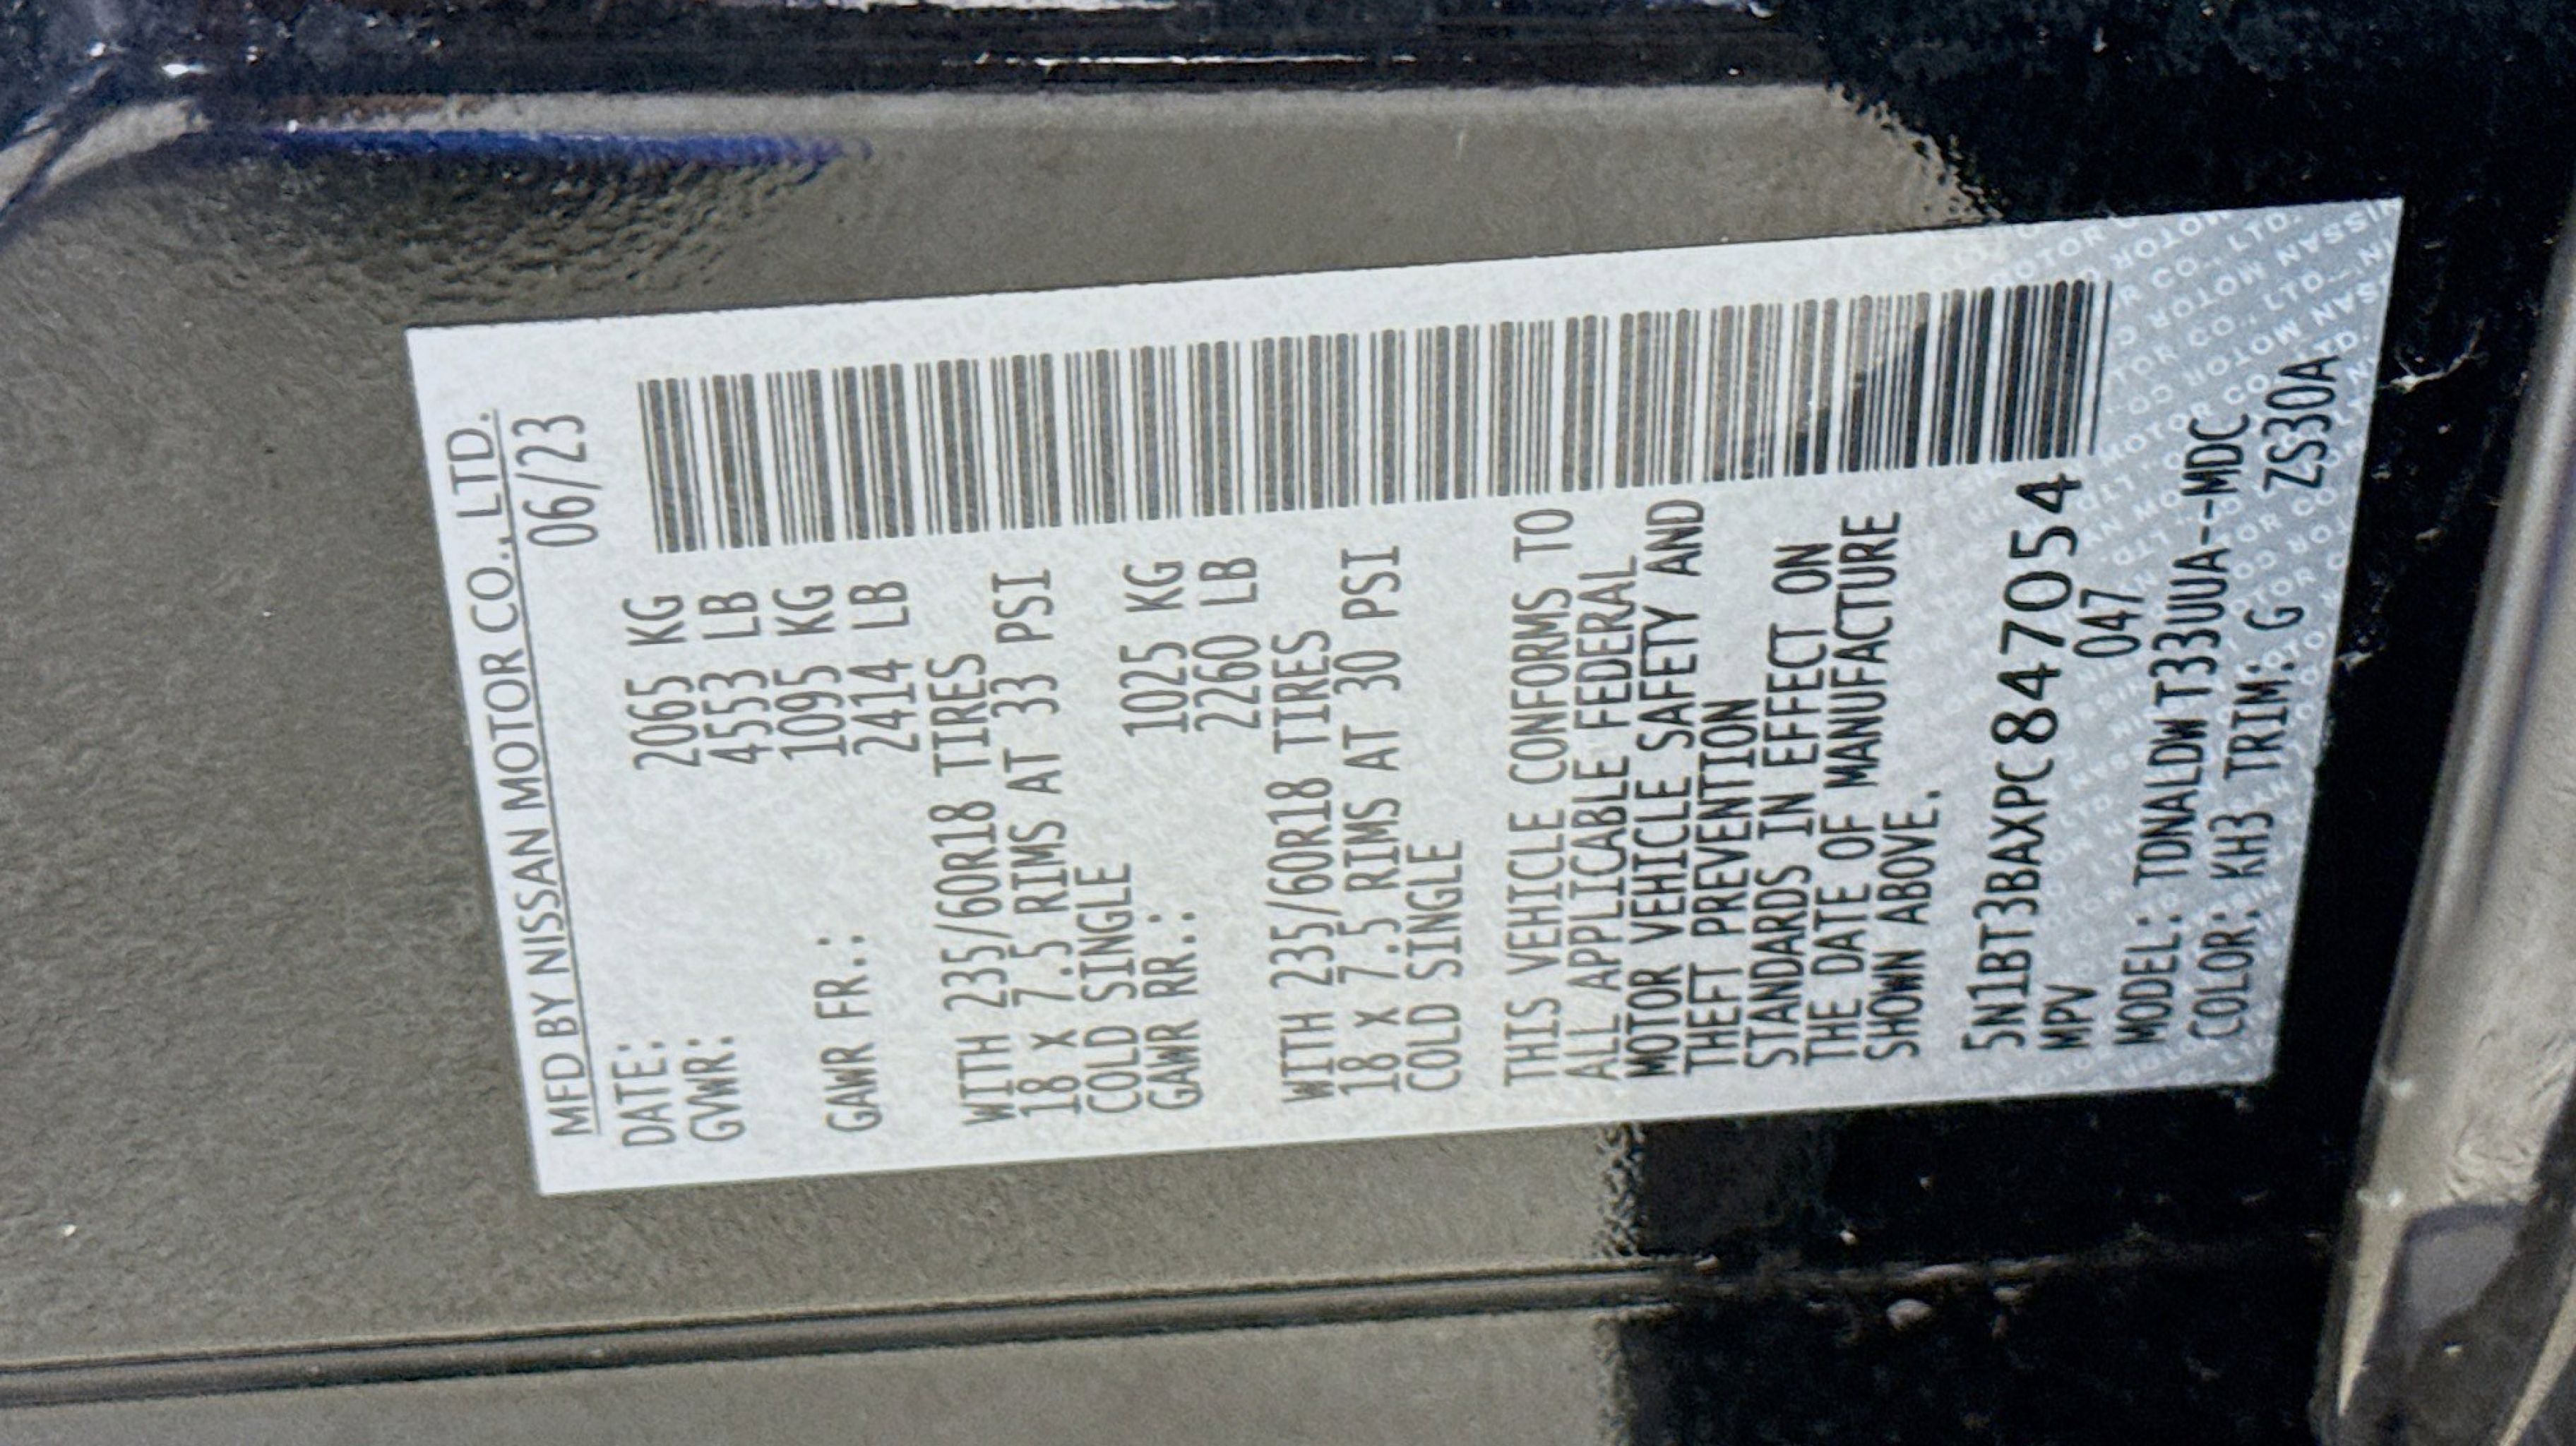 MFD BY NISSAN MOTOR CO., LTD.
DATE: 06/23
GVWR: 2065 KG
4553 LB
GAWR FR.: 1095 KG
2414 LB
WITH 235/60R18 TIRES
18 X 7.5 RIMS AT 33 PSI
COLD SINGLE
GAWR RR.: 1025 KG
2260 LB
WITH 235/60R18 TIRES
18 X 7.5 RIMS AT 30 PSI
COLD SINGLE
THIS VEHICLE CONFORMS TO
ALL APPLICABLE FEDERAL
MOTOR VEHICLE SAFETY AND
THEFT PREVENTION
STANDARDS IN EFFECT ON
THE DATE OF MANUFACTURE
SHOWN ABOVE.
5N1BT3BAXPC847054
MPV 047
MODEL: TDNALDWT33UUA--MDC
COLOR: KH3 TRIM: G ZS30A